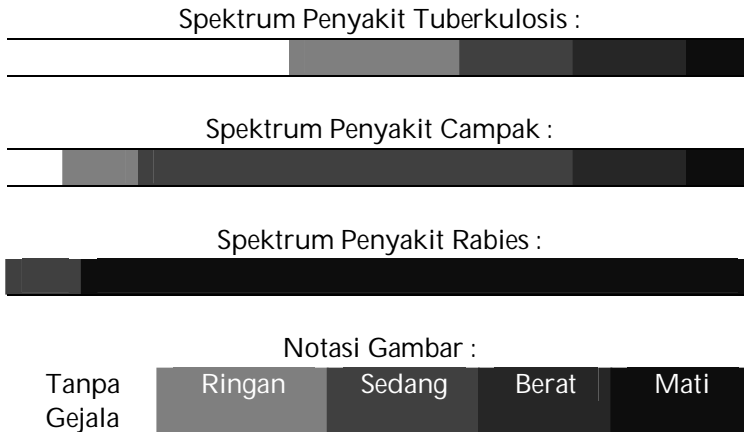 Spektrum Penyakit Tuberkulosis :
Spektrum Penyakit Campak :
Spektrum Penyakit Rabies :
Notasi Gambar :
Tanpa Gejala
Ringan
Sedang
Berat
Mati